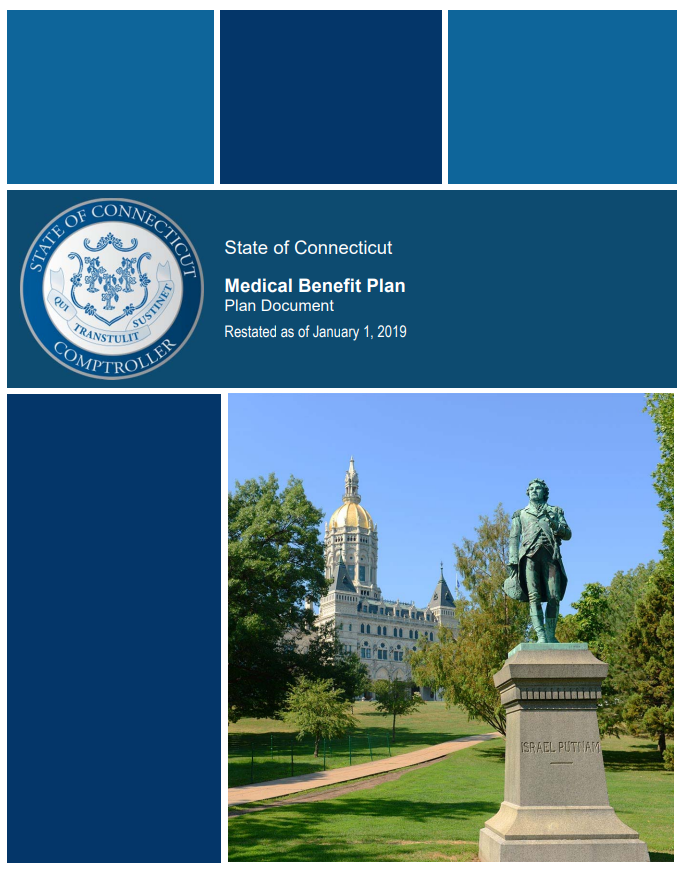 STATE OF CONNECTICUT
QUI TRANSTULIT SUSTINET
COMPTROLLER
State of Connecticut
Medical Benefit Plan
Plan Document
Restated as of January 1, 2019
ISRAEL PUTNAM